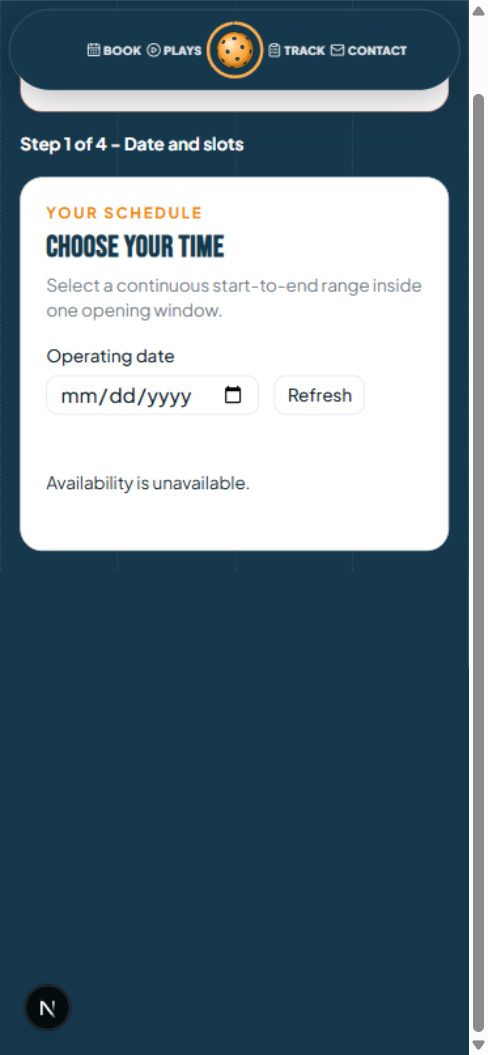 BOOK PLAYS TRACK CONTACT
Step 1 of 4 – Date and slots
YOUR SCHEDULE
CHOOSE YOUR TIME
Select a continuous start-to-end range inside
one opening window.
Operating date
mm/dd/yyyy Refresh
Availability is unavailable.
N